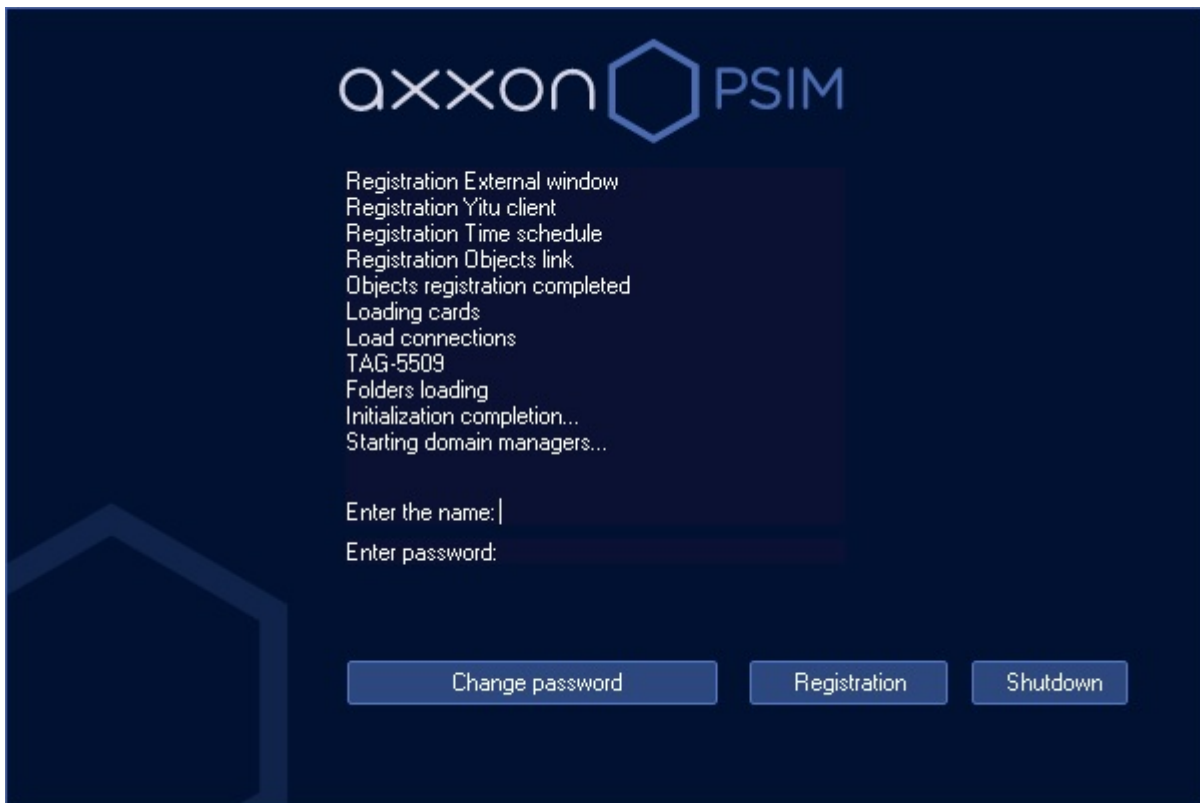 axxon PSIM
Registration External window
Registration Yitu client
Registration Time schedule
Registration Objects link
Objects registration completed
Loading cards
Load connections
TAG-5509
Folders loading
Initialization completion...
Starting domain managers...
Enter the name:
Enter password:
Change password
Registration
Shutdown